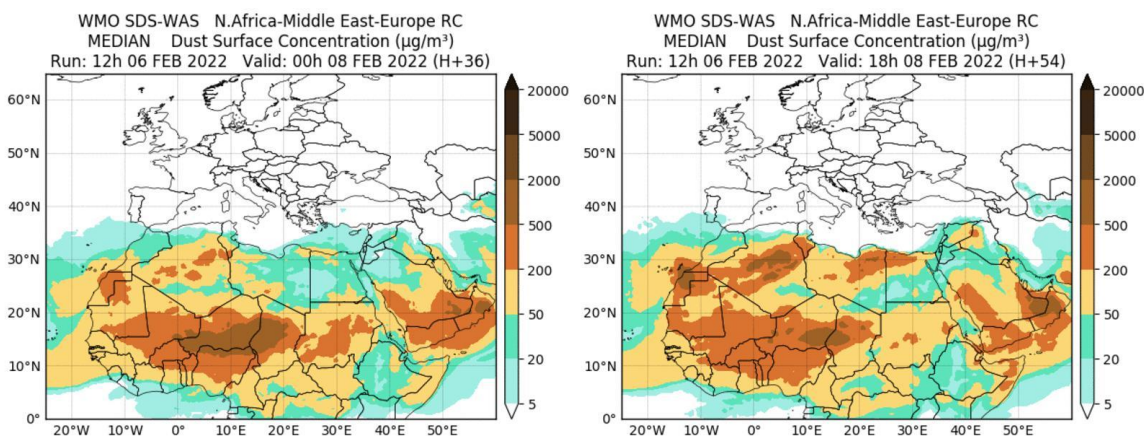 WMO SDS-WAS N.Africa-Middle East-Europe RC
MEDIAN Dust Surface Concentration (µg/m³)
Run: 12h 06 FEB 2022 Valid: 00h 08 FEB 2022 (H+36)
60°N
50°N
40°N
30°N
20°N
10°N
0°
20°W 10°W 0° 10°E 20°E 30°E 40°E 50°E
20000
5000
2000
500
200
50
20
5
WMO SDS-WAS N.Africa-Middle East-Europe RC
MEDIAN Dust Surface Concentration (µg/m³)
Run: 12h 06 FEB 2022 Valid: 18h 08 FEB 2022 (H+54)
60°N
50°N
40°N
30°N
20°N
10°N
0°
20°W 10°W 0° 10°E 20°E 30°E 40°E 50°E
20000
5000
2000
500
200
50
20
5